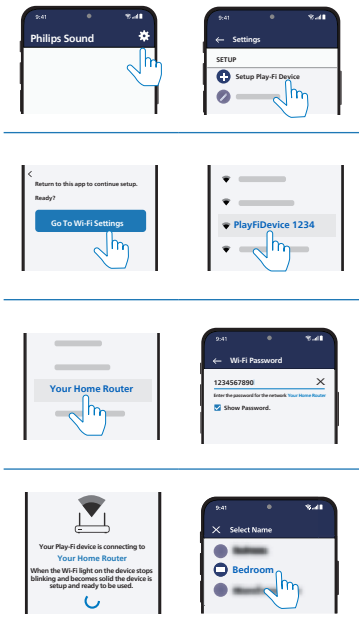 9:41
Philips Sound
9:41
← Settings
SETUP
Setup Play-Fi Device
Return to this app to continue setup.
Ready?
Go To Wi-Fi Settings
PlayFiDevice 1234
Your Home Router
9:41
← Wi-Fi Password
1234567890
Enter the password for the network Your Home Router
Show Password.
Your Play-Fi device is connecting to
Your Home Router
When the Wi-Fi light on the device stops
blinking and becomes solid the device is
setup and ready to be used.
9:41
Select Name
Bedroom